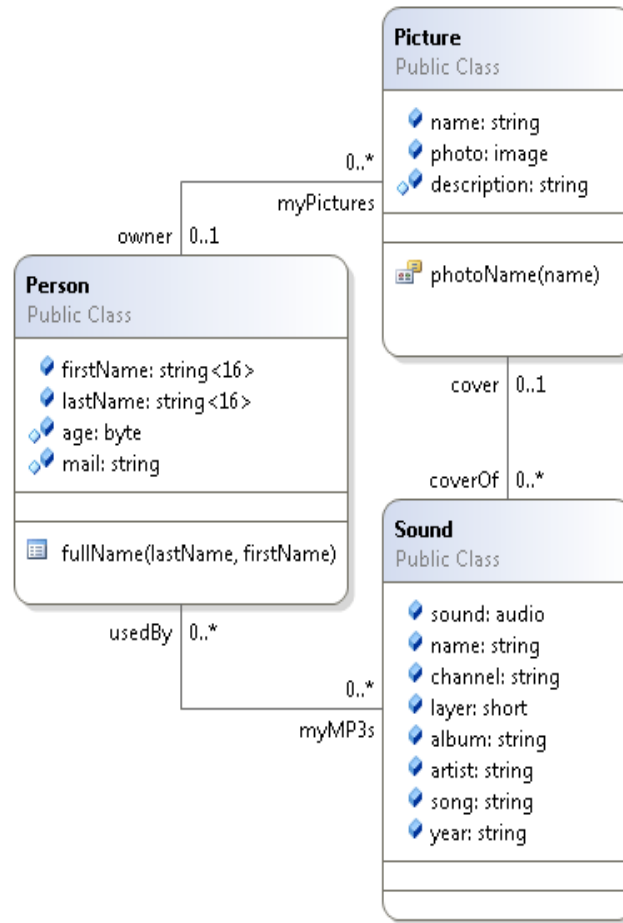 Picture
Public Class
name: string
photo: image
description: string
photoName(name)
0..*
myPictures
owner 0..1
Person
Public Class
firstName: string<16>
lastName: string<16>
age: byte
mail: string
fullName(lastName, firstName)
cover 0..1
coverOf 0..*
usedBy 0..*
0..*
myMP3s
Sound
Public Class
sound: audio
name: string
channel: string
layer: short
album: string
artist: string
song: string
year: string